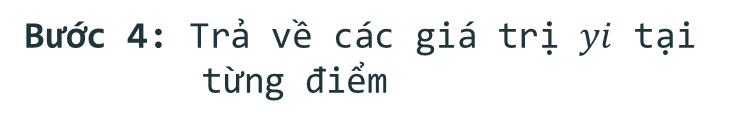 Bước 4: Trả về các giá trị yi tại
từng điểm